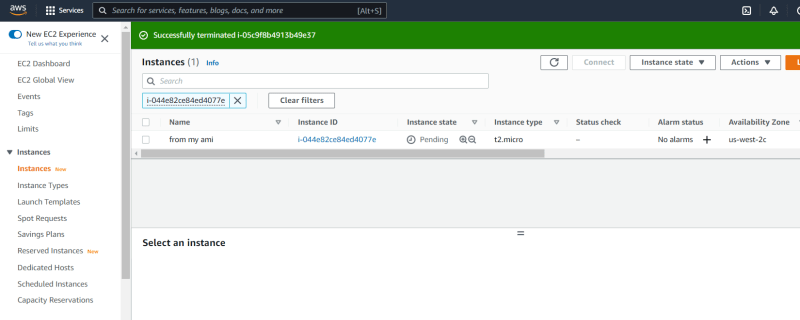 aws
Services
Search for services, features, blogs, docs, and more
[Alt+S]
New EC2 Experience
Tell us what you think
EC2 Dashboard
EC2 Global View
Events
Tags
Limits
Instances
Instances New
Instance Types
Launch Templates
Spot Requests
Savings Plans
Reserved Instances New
Dedicated Hosts
Scheduled Instances
Capacity Reservations
Successfully terminated i-05c9f8b4913b49e37
Instances (1) Info
Connect
Instance state
Actions
L
Search
i-044e82ce84ed4077e
Clear filters
Name Instance ID Instance state Instance type Status check Alarm status Availability Zone
from my ami i-044e82ce84ed4077e Pending t2.micro – No alarms + us-west-2c
Select an instance